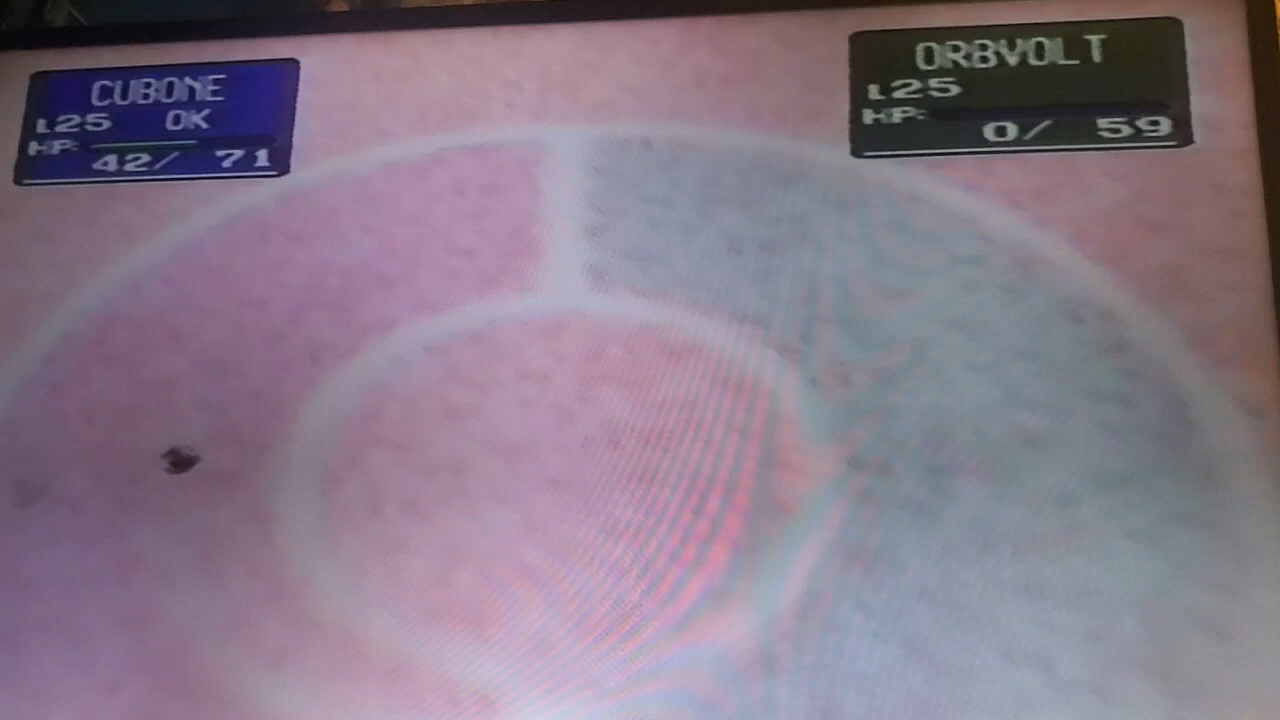 CUBONE
L25 OK
HP:
42/ 71
ORBVOLT
L25
HP:
0/ 59